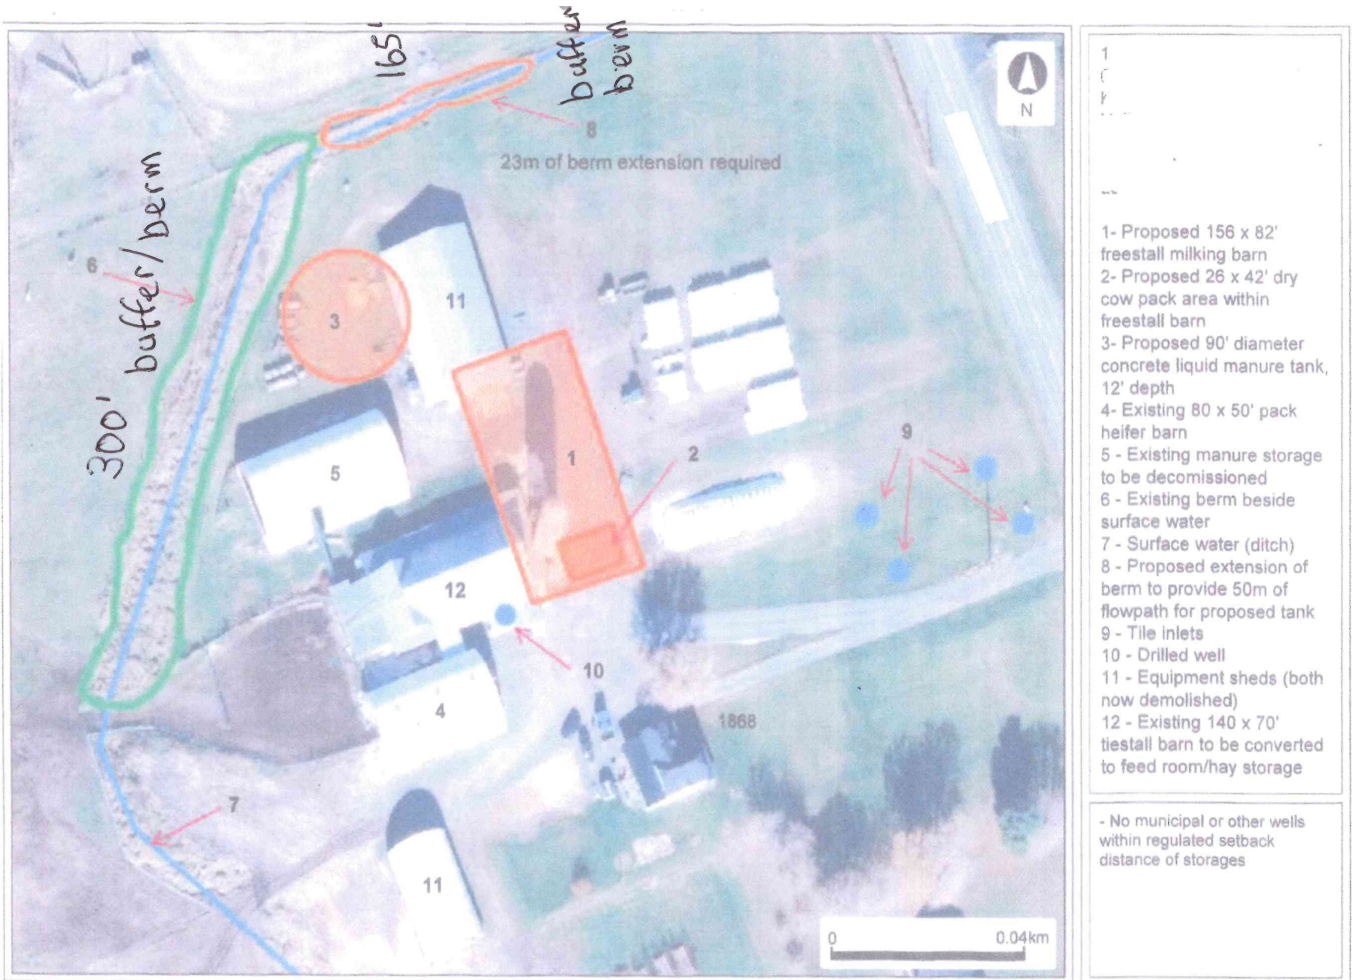 165'
buffer
berm
N
8
23m of berm extension required
300' buffer/berm
6
11
3
5
1
2
9
12
10
4
1868
7
11
0 0.04km
1- Proposed 156 x 82'
freestall milking barn
2- Proposed 26 x 42' dry
cow pack area within
freestall barn
3- Proposed 90' diameter
concrete liquid manure tank,
12' depth
4- Existing 80 x 50' pack
heifer barn
5 - Existing manure storage
to be decomissioned
6 - Existing berm beside
surface water
7 - Surface water (ditch)
8 - Proposed extension of
berm to provide 50m of
flowpath for proposed tank
9 - Tile inlets
10 - Drilled well
11 - Equipment sheds (both
now demolished)
12 - Existing 140 x 70'
tiestall barn to be converted
to feed room/hay storage
- No municipal or other wells
within regulated setback
distance of storages